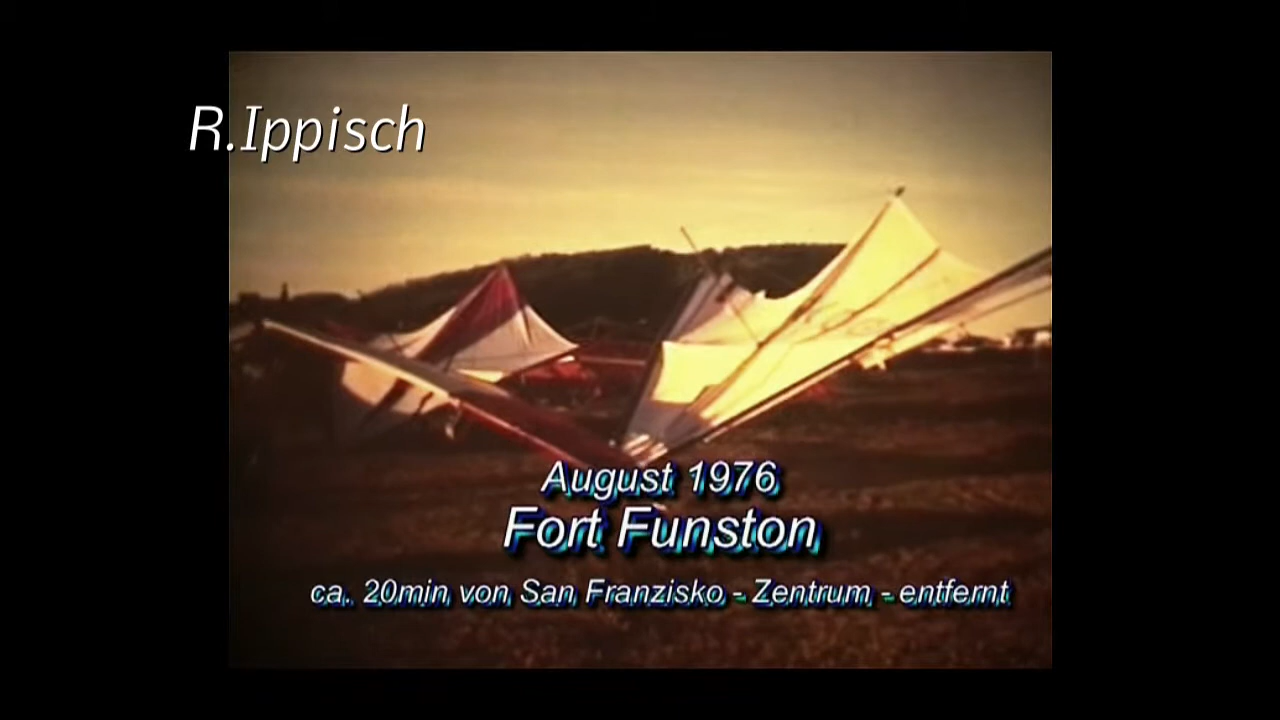 R.Ippisch
August 1976
Fort Funston
ca. 20min von San Franzisko - Zentrum - entfernt